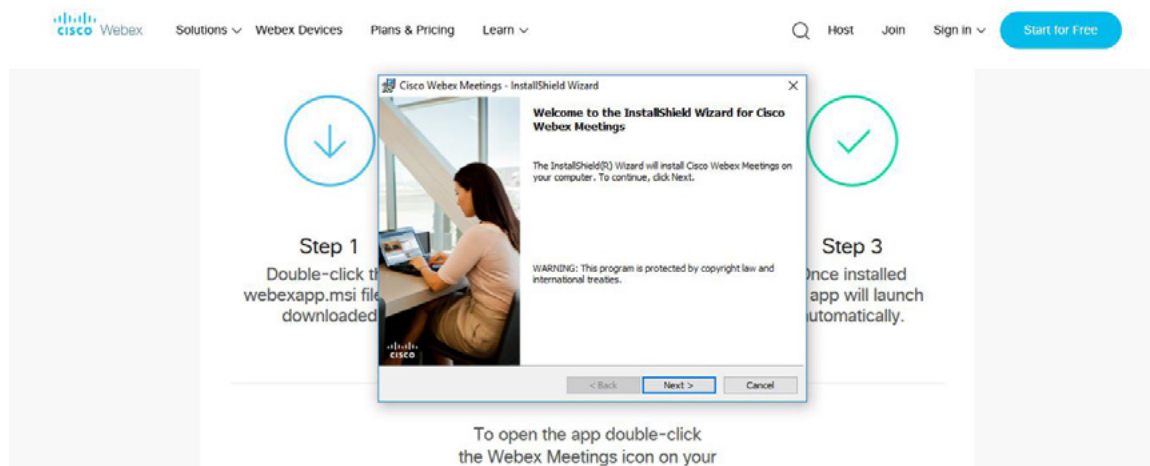 CISCO Webex Solutions Webex Devices Plans & Pricing Learn Host Join Sign in Start for Free
Cisco Webex Meetings - InstallShield Wizard
Welcome to the InstallShield Wizard for Cisco
Webex Meetings
The InstallShield(R) Wizard will install Cisco Webex Meetings on
your computer. To continue, click Next.
WARNING: This program is protected by copyright law and
international treaties.
CISCO
< Back Next > Cancel
Step 1
Double-click
webexapp.msi
downloaded
Step 3
installed
app will launch
To open the app double-click
the Webex Meetings icon on your